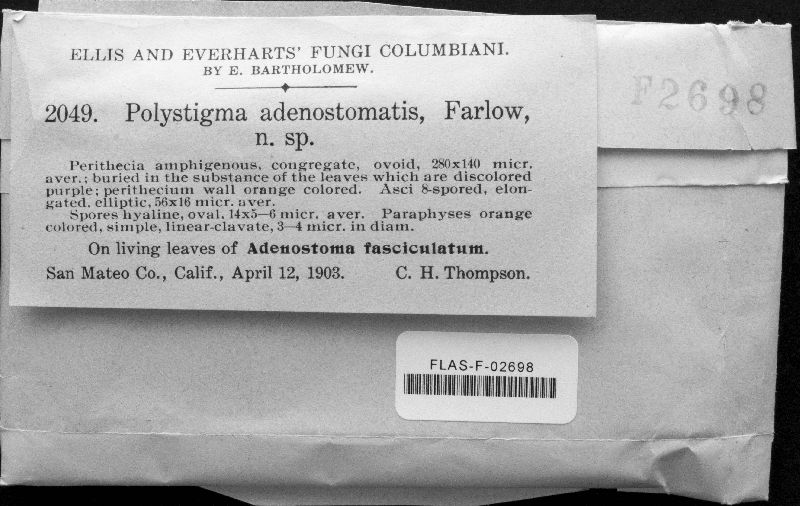 ELLIS AND EVERHARTS' FUNGI COLUMBIANI.
BY E. BARTHOLOMEW.
2049. Polystigma adenostomatis, Farlow,
n. sp.
Perithecia amphigenous, congregate, ovoid, 280x140 micr.
aver.; buried in the substance of the leaves which are discolored
purple; perithecium wall orange colored. Asci 8-spored, elon-
gated, elliptic, 56x16 micr. aver.
Spores hyaline, oval, 14x5—6 micr. aver. Paraphyses orange
colored, simple, linear-clavate, 3—4 micr. in diam.
On living leaves of Adenostoma fasciculatum.
San Mateo Co., Calif., April 12, 1903. C. H. Thompson.
F2698
FLAS-F-02698